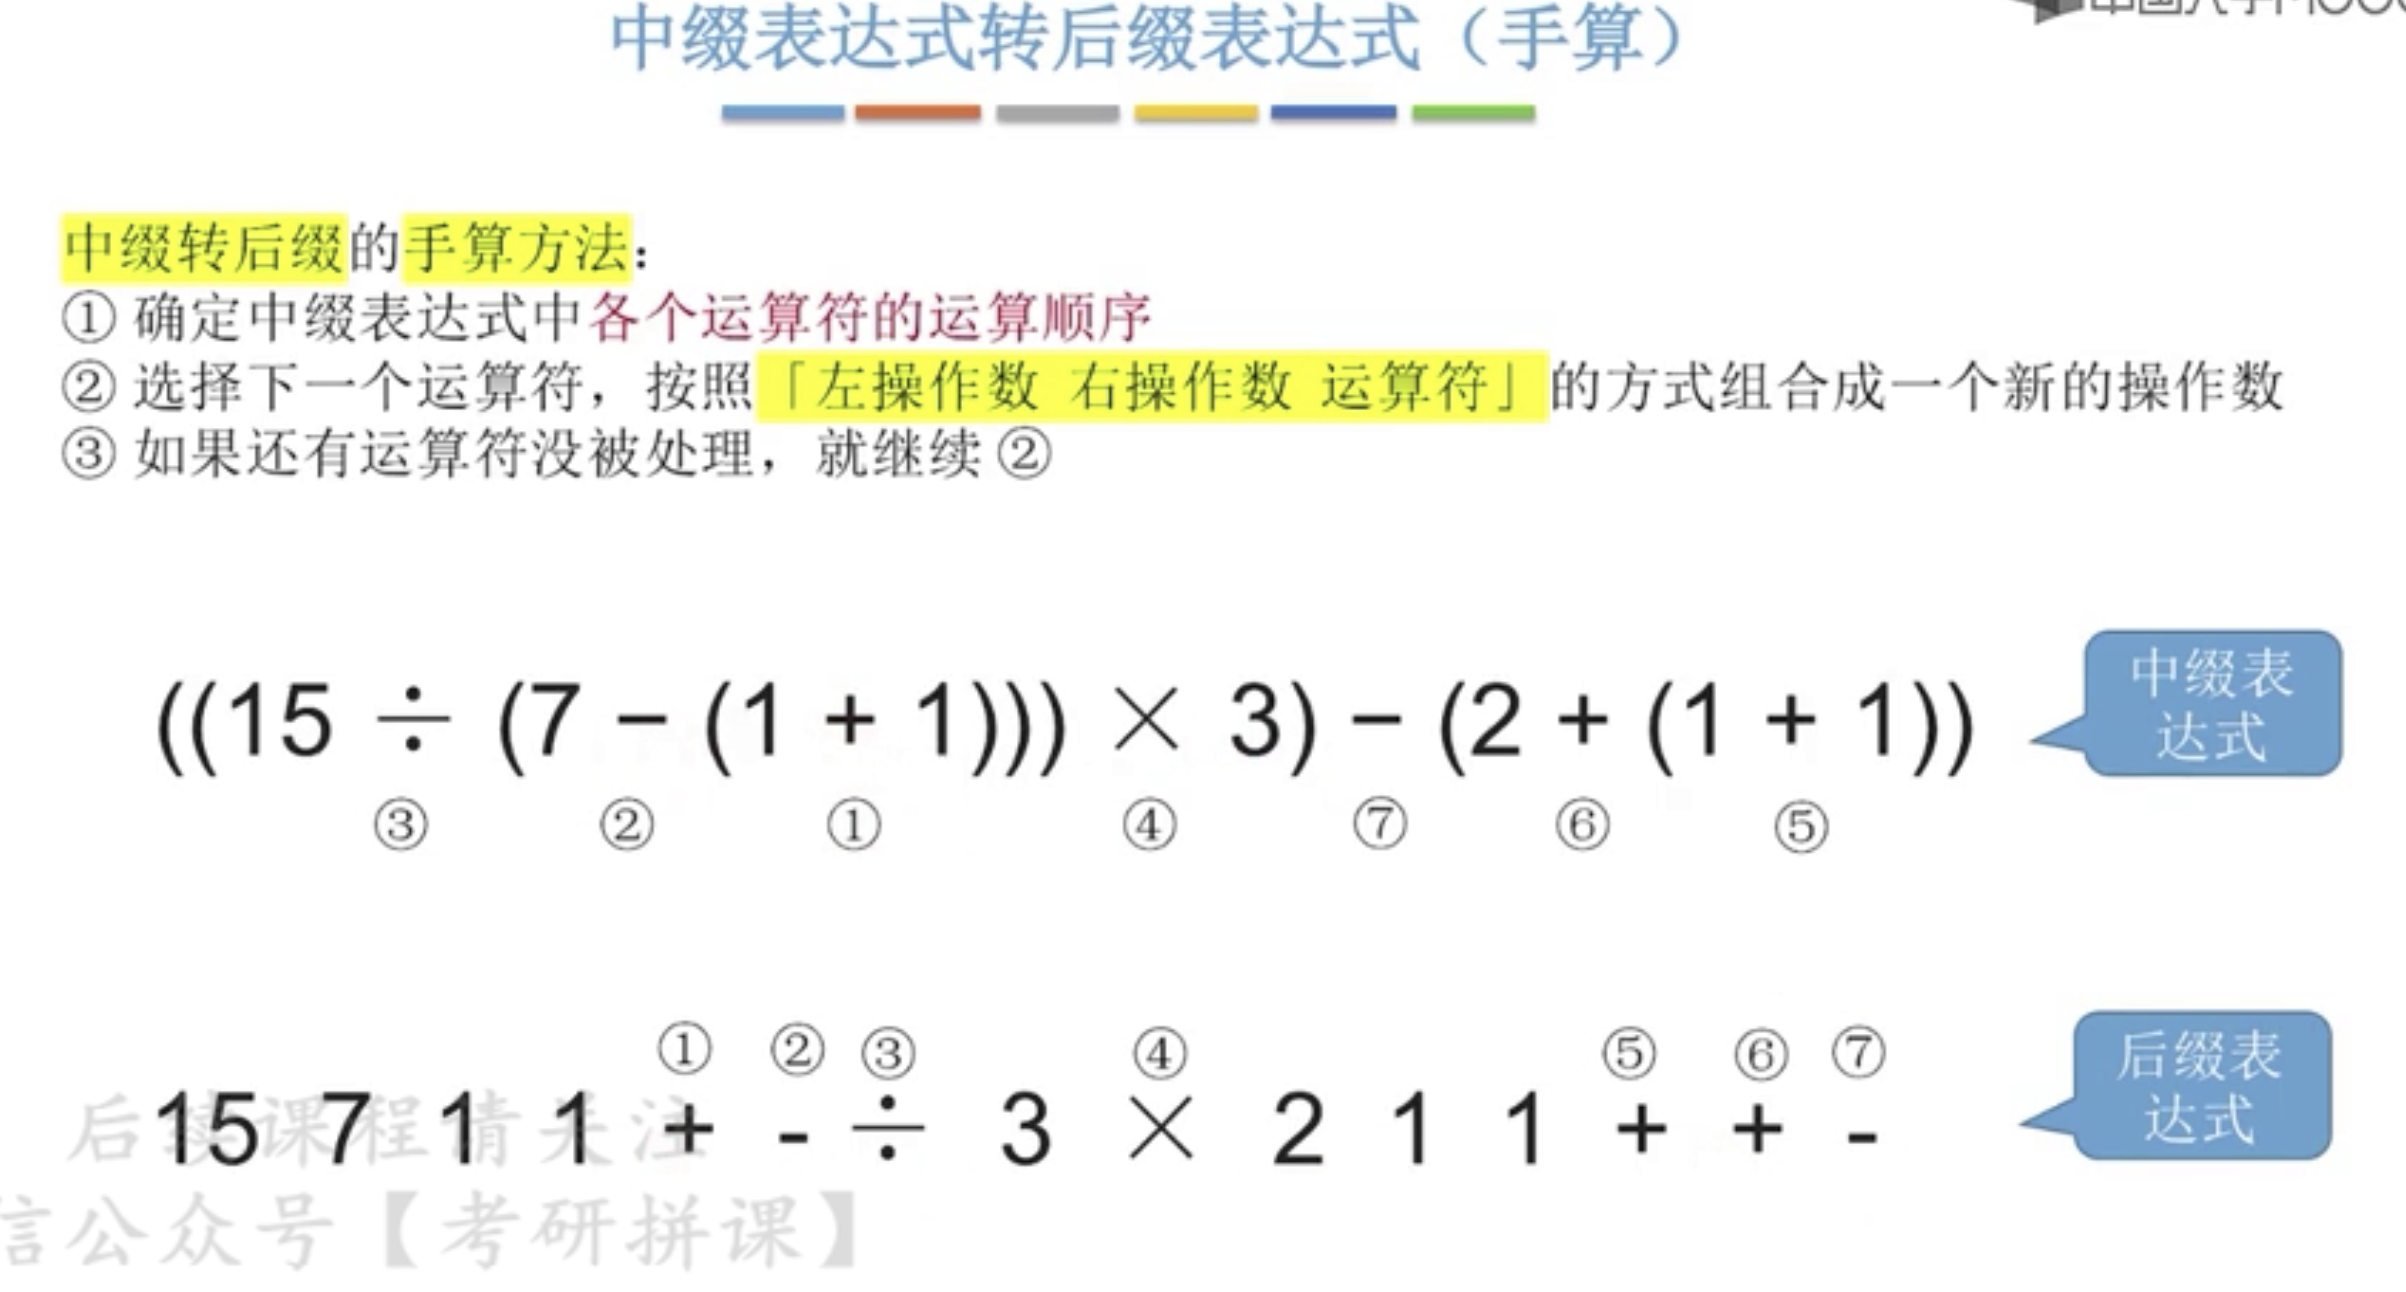 中缀表达式转后缀表达式（手算）
中缀转后缀的手算方法：
① 确定中缀表达式中各个运算符的运算顺序
② 选择下一个运算符，按照「左操作数 右操作数 运算符」的方式组合成一个新的操作数
③ 如果还有运算符没被处理，就继续 ②
((15 ÷ (7 − (1 + 1))) × 3) − (2 + (1 + 1))
中缀表
达式
③ ② ① ④ ⑦ ⑥ ⑤
① ② ③ ④ ⑤ ⑥ ⑦
15 7 1 1 + - ÷ 3 × 2 1 1 + + -
后缀表
达式
后续课程请关注
信公众号【考研拼课】